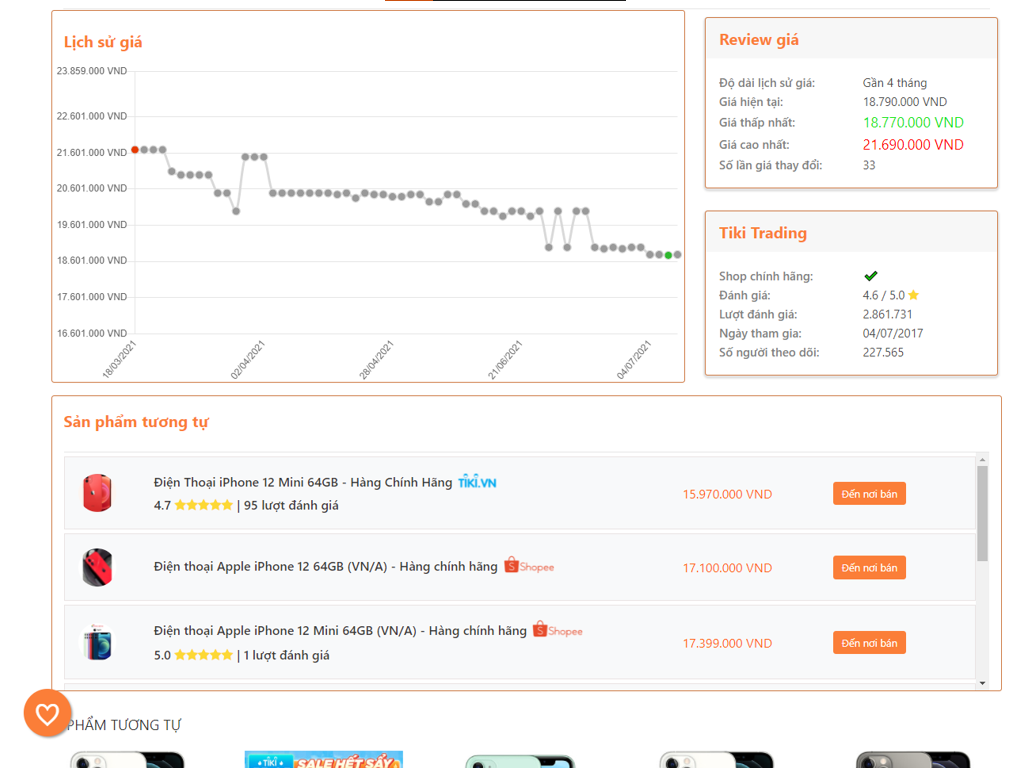 Lịch sử giá
23.859.000 VND
22.601.000 VND
21.601.000 VND
20.601.000 VND
19.601.000 VND
18.601.000 VND
17.601.000 VND
16.601.000 VND
18/03/2021
02/04/2021
28/04/2021
21/06/2021
04/07/2021
Review giá
Độ dài lịch sử giá: Gần 4 tháng
Giá hiện tại: 18.790.000 VND
Giá thấp nhất: 18.770.000 VND
Giá cao nhất: 21.690.000 VND
Số lần giá thay đổi: 33
Tiki Trading
Shop chính hãng:
Đánh giá: 4.6 / 5.0
Lượt đánh giá: 2.861.731
Ngày tham gia: 04/07/2017
Số người theo dõi: 227.565
Sản phẩm tương tự
Điện Thoại iPhone 12 Mini 64GB - Hàng Chính Hãng TIKI.VN
4.7 | 95 lượt đánh giá
15.970.000 VND
Đến nơi bán
Điện thoại Apple iPhone 12 64GB (VN/A) - Hàng chính hãng Shopee
17.100.000 VND
Đến nơi bán
Điện thoại Apple iPhone 12 Mini 64GB (VN/A) - Hàng chính hãng Shopee
5.0 | 1 lượt đánh giá
17.399.000 VND
Đến nơi bán
PHẨM TƯƠNG TỰ
TIKI SALE HẾT SẨY